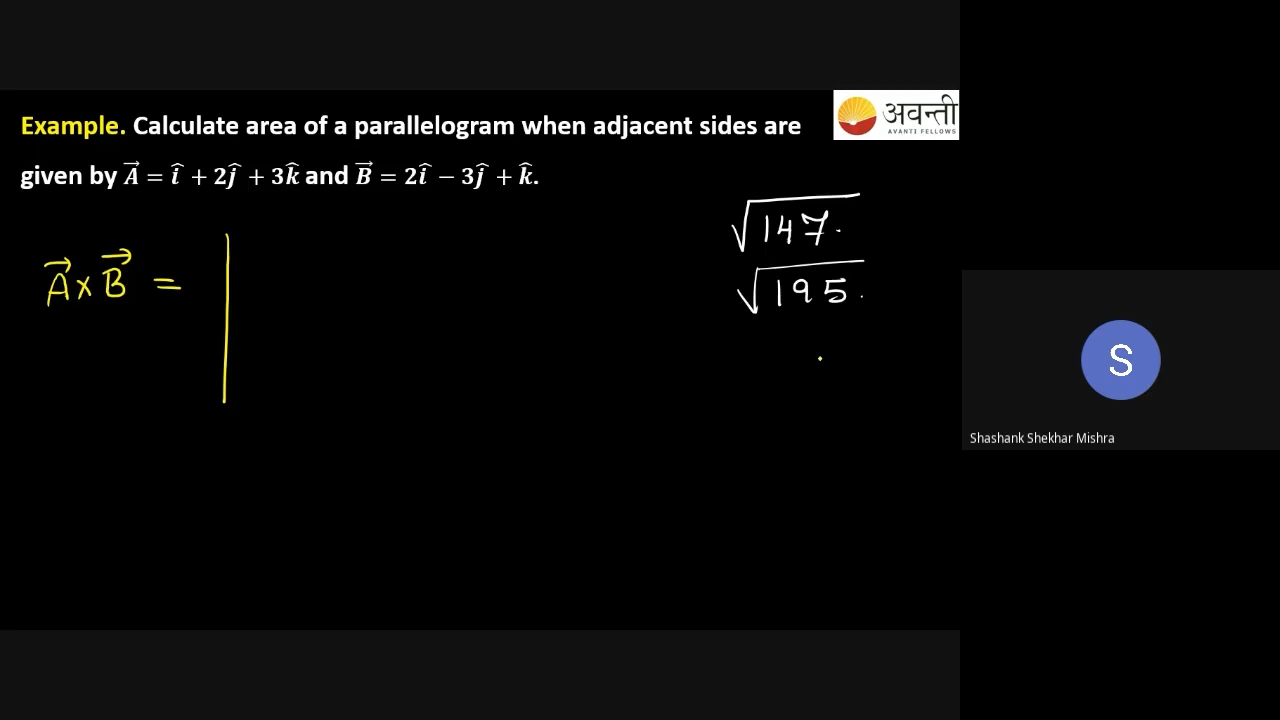 Example. Calculate area of a parallelogram when adjacent sides are
given by A⃗ = î + 2ĵ + 3k̂ and B⃗ = 2î − 3ĵ + k̂.
अवन्ती
AVANTI FELLOWS
√147.
A⃗ x B⃗ = |
√195.
S
Shashank Shekhar Mishra